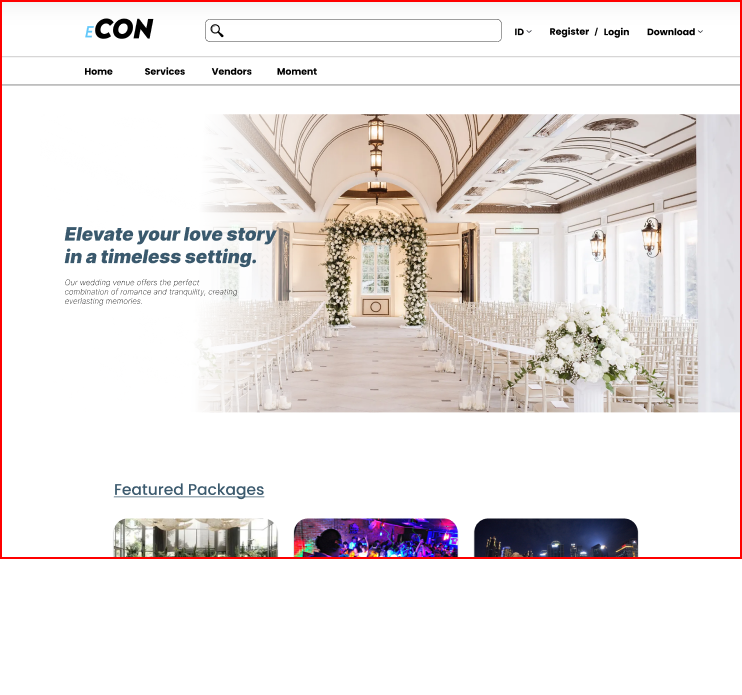 ECON
ID
Register / Login
Download
Home Services Vendors Moment
Elevate your love story
in a timeless setting.
Our wedding venue offers the perfect
combination of romance and tranquility, creating
everlasting memories.
Featured Packages